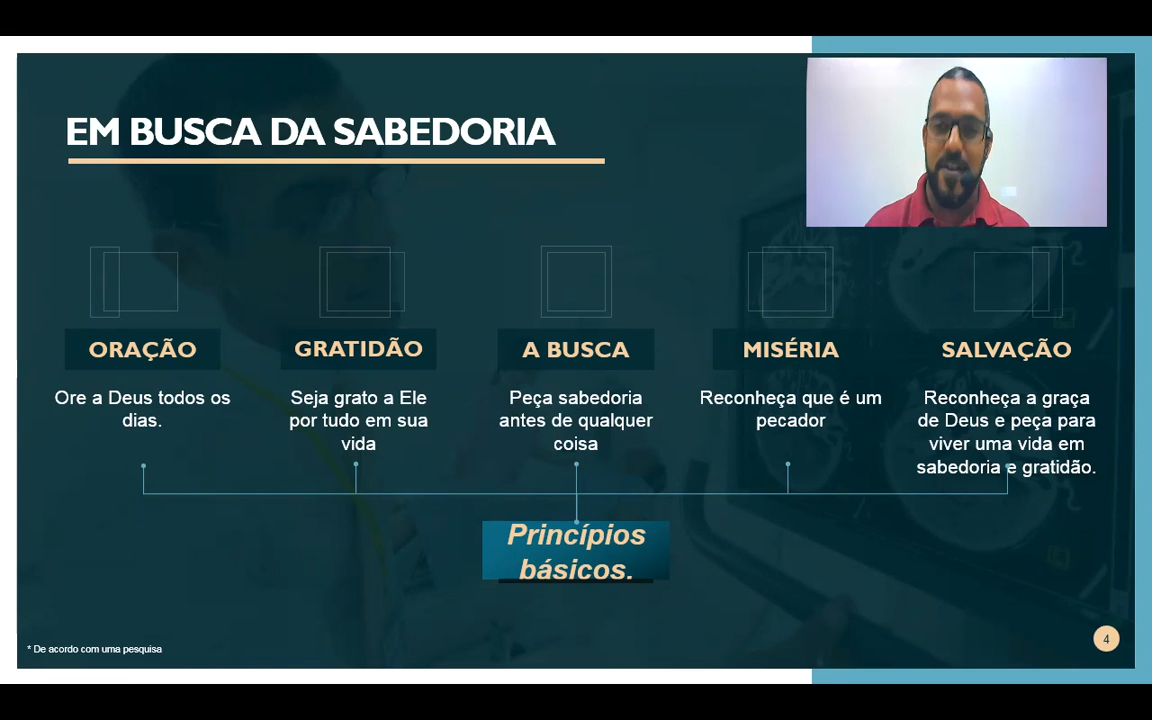 EM BUSCA DA SABEDORIA
ORAÇÃO
Ore a Deus todos os
dias.
GRATIDÃO
Seja grato a Ele
por tudo em sua
vida
A BUSCA
Peça sabedoria
antes de qualquer
coisa
MISÉRIA
Reconheça que é um
pecador
SALVAÇÃO
Reconheça a graça
de Deus e peça para
viver uma vida em
sabedoria e gratidão.
Princípios
básicos.
* De acordo com uma pesquisa
4